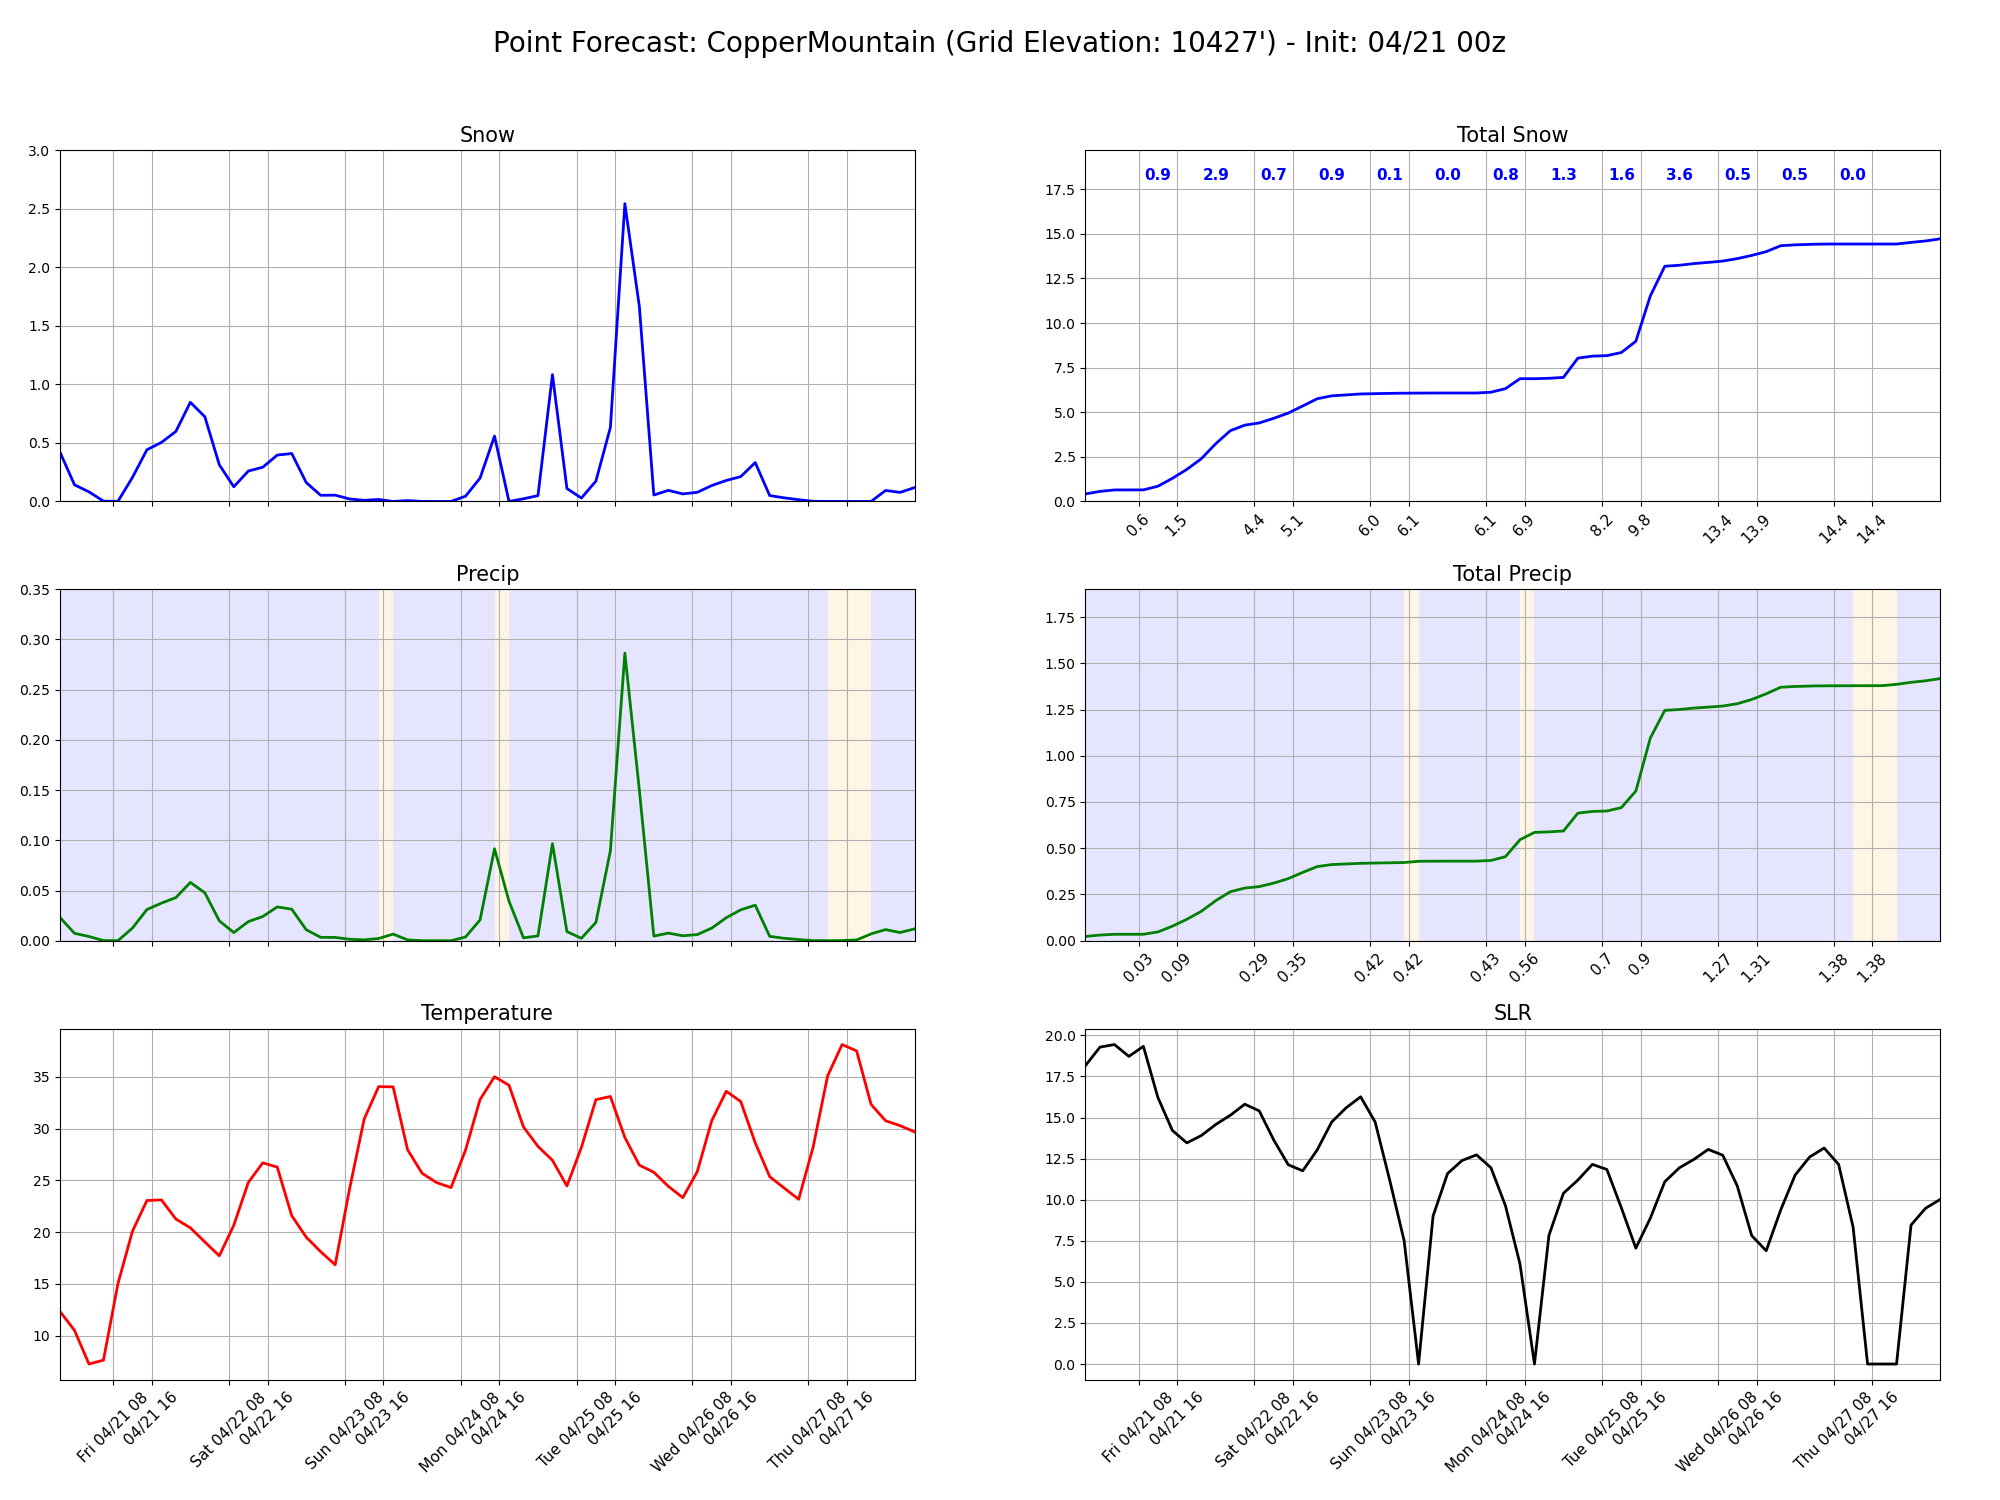 Point Forecast: CopperMountain (Grid Elevation: 10427') - Init: 04/21 00z
Snow
3.0
2.5
2.0
1.5
1.0
0.5
0.0
Total Snow
0.9 2.9 0.7 0.9 0.1 0.0 0.8 1.3 1.6 3.6 0.5 0.5 0.0
17.5
15.0
12.5
10.0
7.5
5.0
2.5
0.0
0.6 1.5 4.4 5.1 6.0 6.1 6.1 6.9 8.2 9.8 13.4 13.9 14.4 14.4
Precip
0.35
0.30
0.25
0.20
0.15
0.10
0.05
0.00
Total Precip
1.75
1.50
1.25
1.00
0.75
0.50
0.25
0.00
0.03 0.09 0.29 0.35 0.42 0.42 0.43 0.56 0.7 0.9 1.27 1.31 1.38 1.38
Temperature
35
30
25
20
15
10
Fri 04/21 08
04/21 16
Sat 04/22 08
04/22 16
Sun 04/23 08
04/23 16
Mon 04/24 08
04/24 16
Tue 04/25 08
04/25 16
Wed 04/26 08
04/26 16
Thu 04/27 08
04/27 16
SLR
20.0
17.5
15.0
12.5
10.0
7.5
5.0
2.5
0.0
Fri 04/21 08
04/21 16
Sat 04/22 08
04/22 16
Sun 04/23 08
04/23 16
Mon 04/24 08
04/24 16
Tue 04/25 08
04/25 16
Wed 04/26 08
04/26 16
Thu 04/27 08
04/27 16